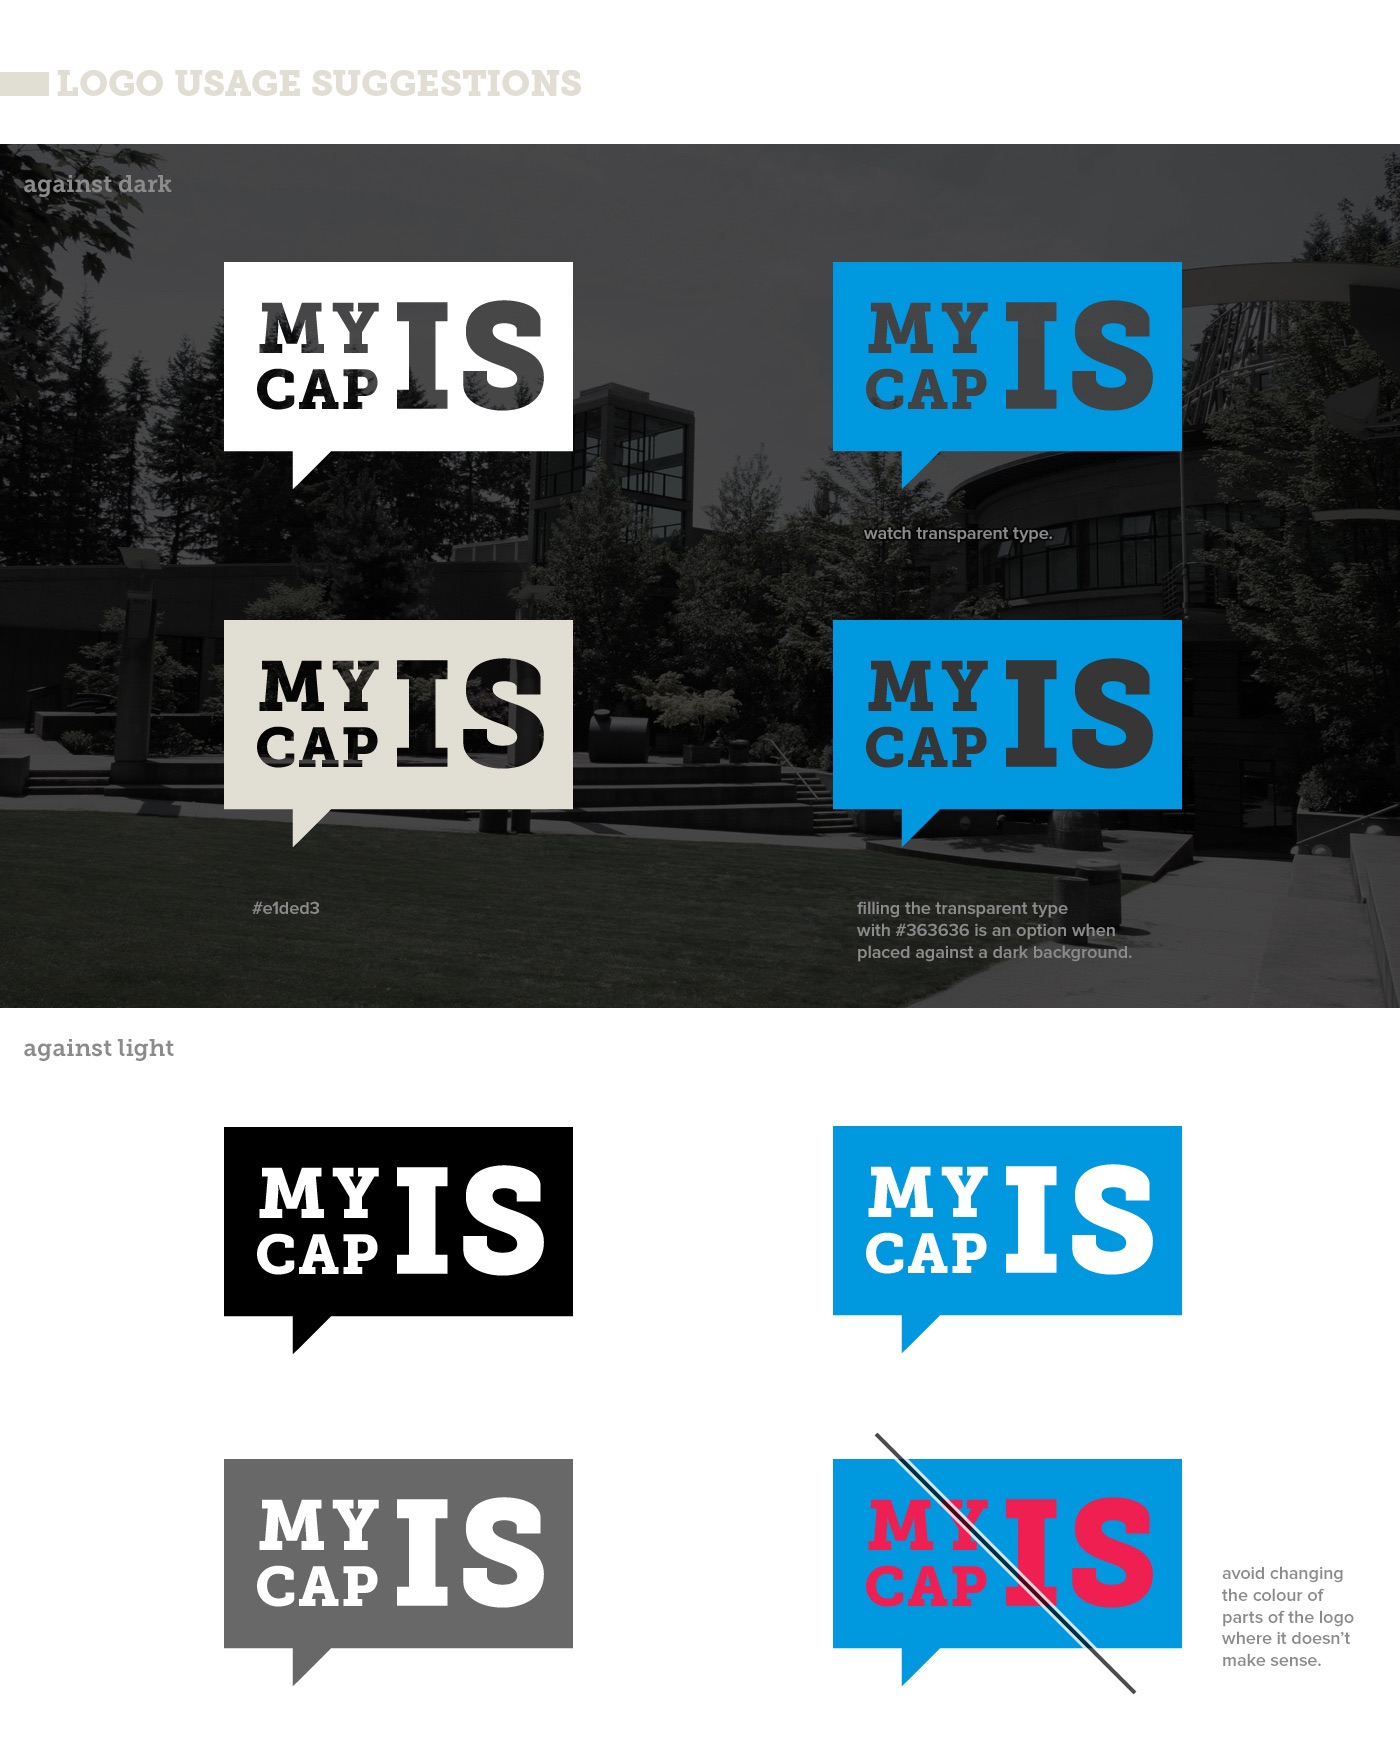 LOGO USAGE SUGGESTIONS
against dark
MY
CAP
IS
MY
CAP
IS
watch transparent type.
MY
CAP
IS
MY
CAP
IS
#e1ded3
filling the transparent type
with #363636 is an option when
placed against a dark background.
against light
MY
CAP
IS
MY
CAP
IS
MY
CAP
IS
MY
CAP
IS
avoid changing
the colour of
parts of the logo
where it doesn't
make sense.